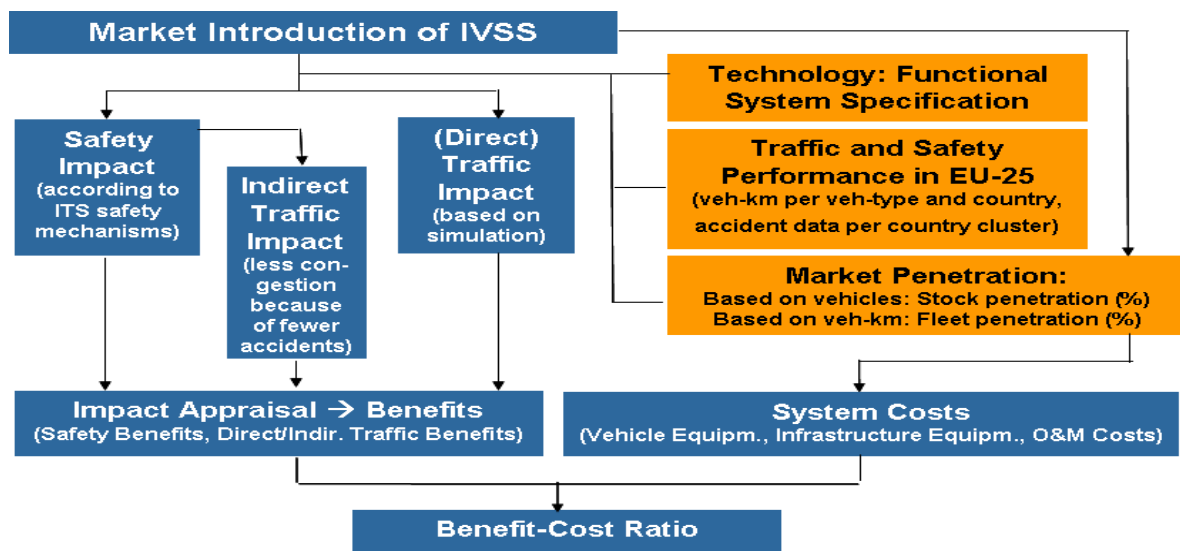 Market Introduction of IVSS
Technology: Functional
System Specification
Safety
Impact
(according to
ITS safety
mechanisms)
Indirect
Traffic
Impact
(less con-
gestion
because
of fewer
accidents)
(Direct)
Traffic
Impact
(based on
simulation)
Traffic and Safety
Performance in EU-25
(veh-km per veh-type and country,
accident data per country cluster)
Market Penetration:
Based on vehicles: Stock penetration (%)
Based on veh-km: Fleet penetration (%)
Impact Appraisal → Benefits
(Safety Benefits, Direct/Indir. Traffic Benefits)
System Costs
(Vehicle Equipm., Infrastructure Equipm., O&M Costs)
Benefit-Cost Ratio